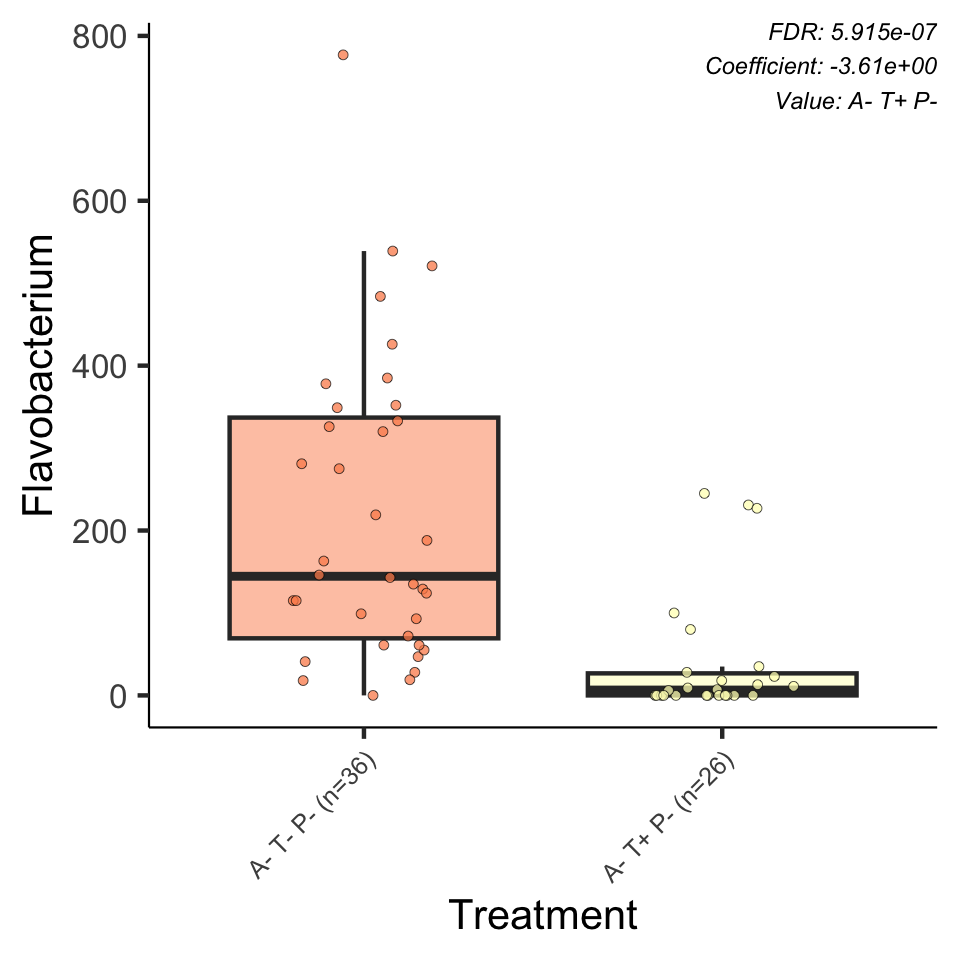 FDR: 5.915e-07
Coefficient: -3.61e+00
Value: A- T+ P-
800
600
400
200
0
Flavobacterium
A- T- P- (n=36)
A- T+ P- (n=26)
Treatment